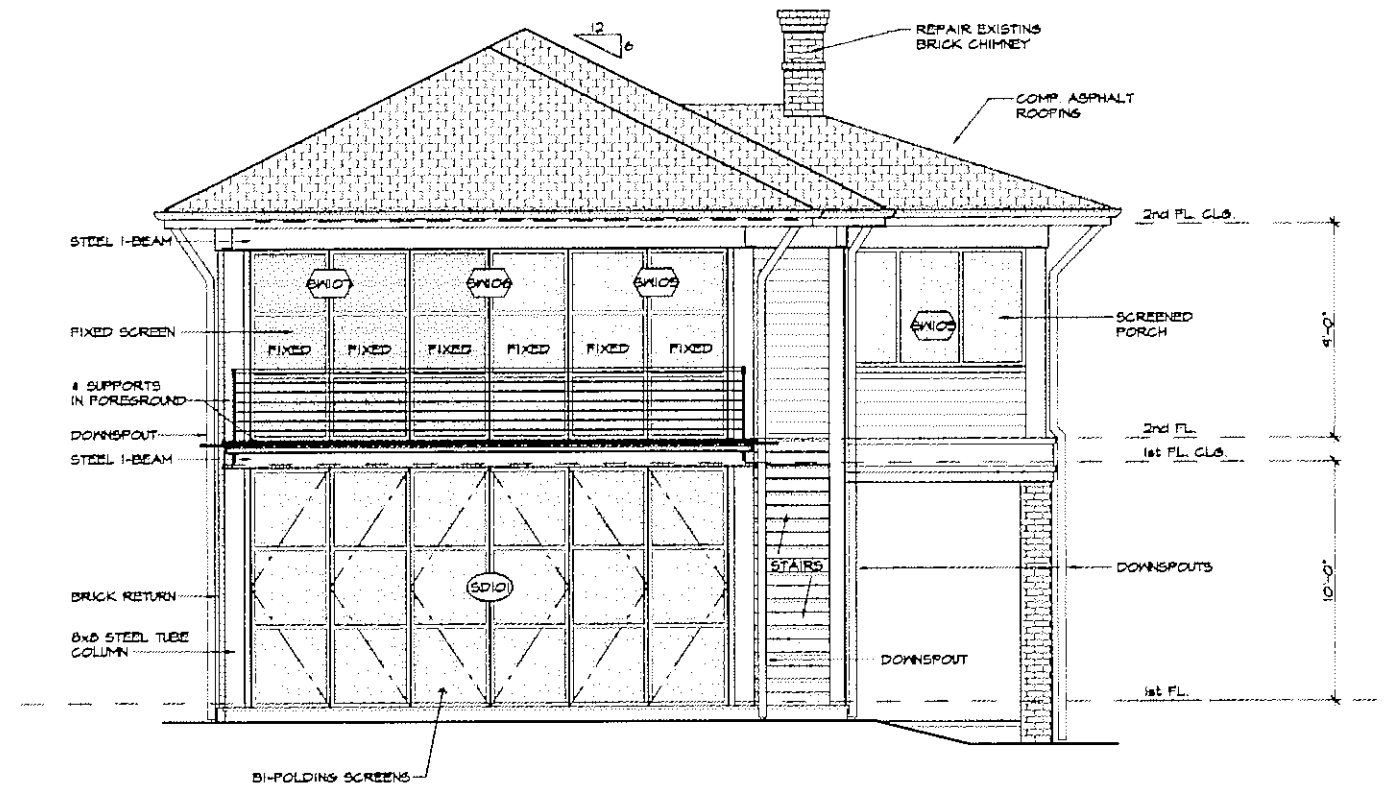 12
6
REPAIR EXISTING
BRICK CHIMNEY
COMP. ASPHALT
ROOFING
2nd FL. CLG.
STEEL I-BEAM
SW107
SW106
SW105
SW105
FIXED SCREEN
SCREENED
PORCH
9'-0"
FIXED
FIXED
FIXED
FIXED
FIXED
FIXED
4 SUPPORTS
IN FOREGROUND
DOWNSPOUT
2nd FL.
STEEL I-BEAM
1st FL. CLG.
STAIRS
DOWNSPOUTS
SD101
10'-0"
BRICK RETURN
8x8 STEEL TUBE
COLUMN
DOWNSPOUT
1st FL.
BI-FOLDING SCREENS